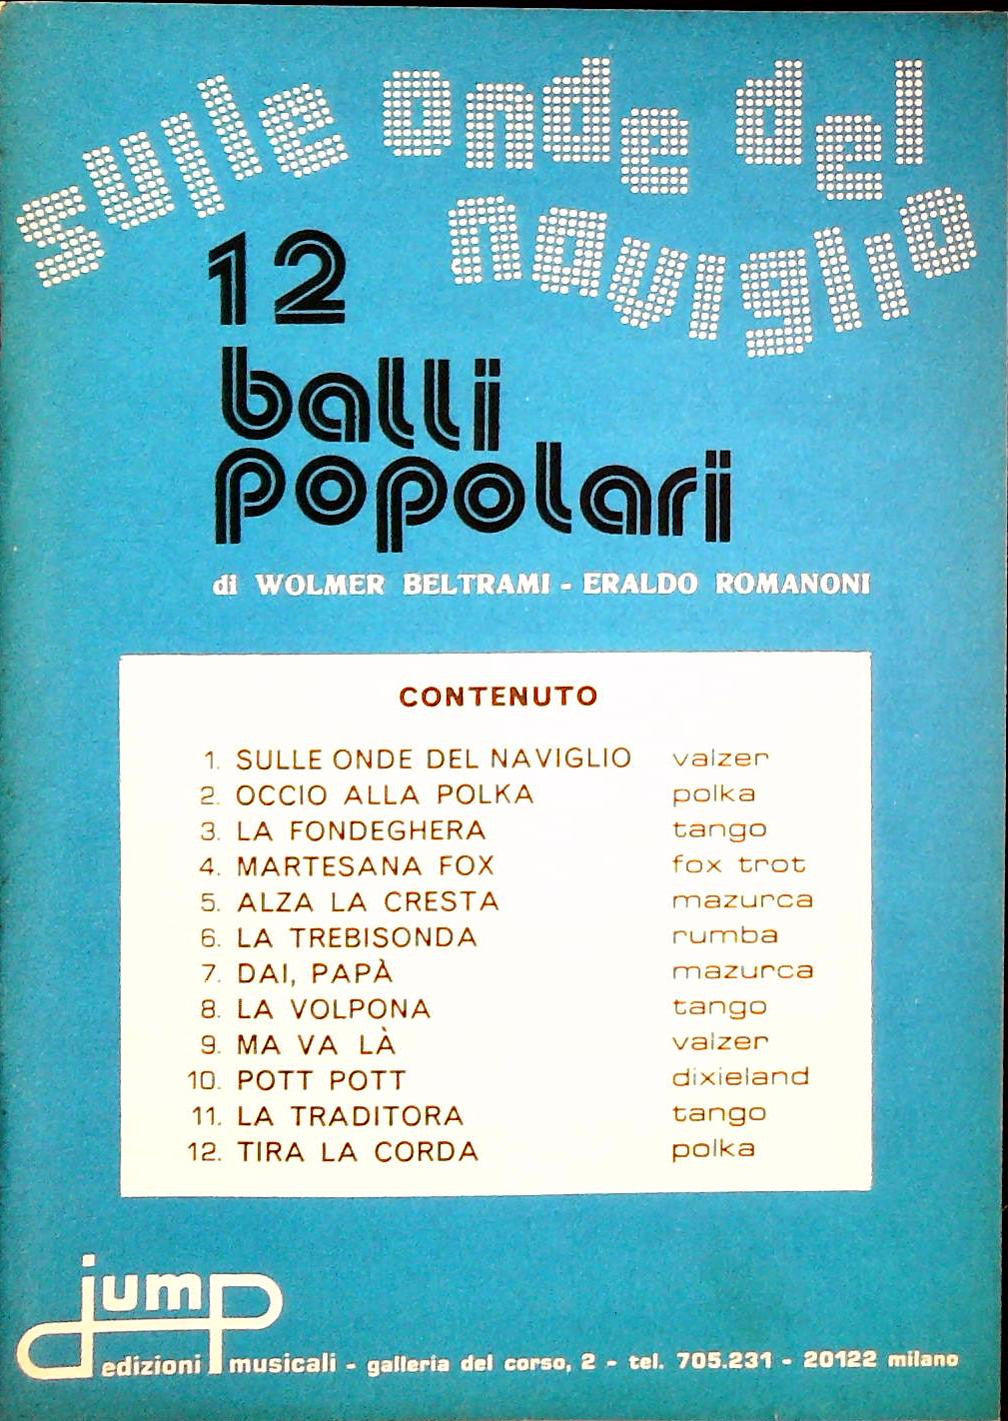 sulle onde del
naviglio
12
balli
popolari
di WOLMER BELTRAMI - ERALDO ROMANONI
CONTENUTO
1. SULLE ONDE DEL NAVIGLIO valzer
2. OCCIO ALLA POLKA polka
3. LA FONDEGHERA tango
4. MARTESANA FOX fox trot
5. ALZA LA CRESTA mazurca
6. LA TREBISONDA rumba
7. DAI, PAPÀ mazurca
8. LA VOLPONA tango
9. MA VA LÀ valzer
10. POTT POTT dixieland
11. LA TRADITORA tango
12. TIRA LA CORDA polka
jump
edizioni musicali - galleria del corso, 2 - tel. 705.231 - 20122 milano